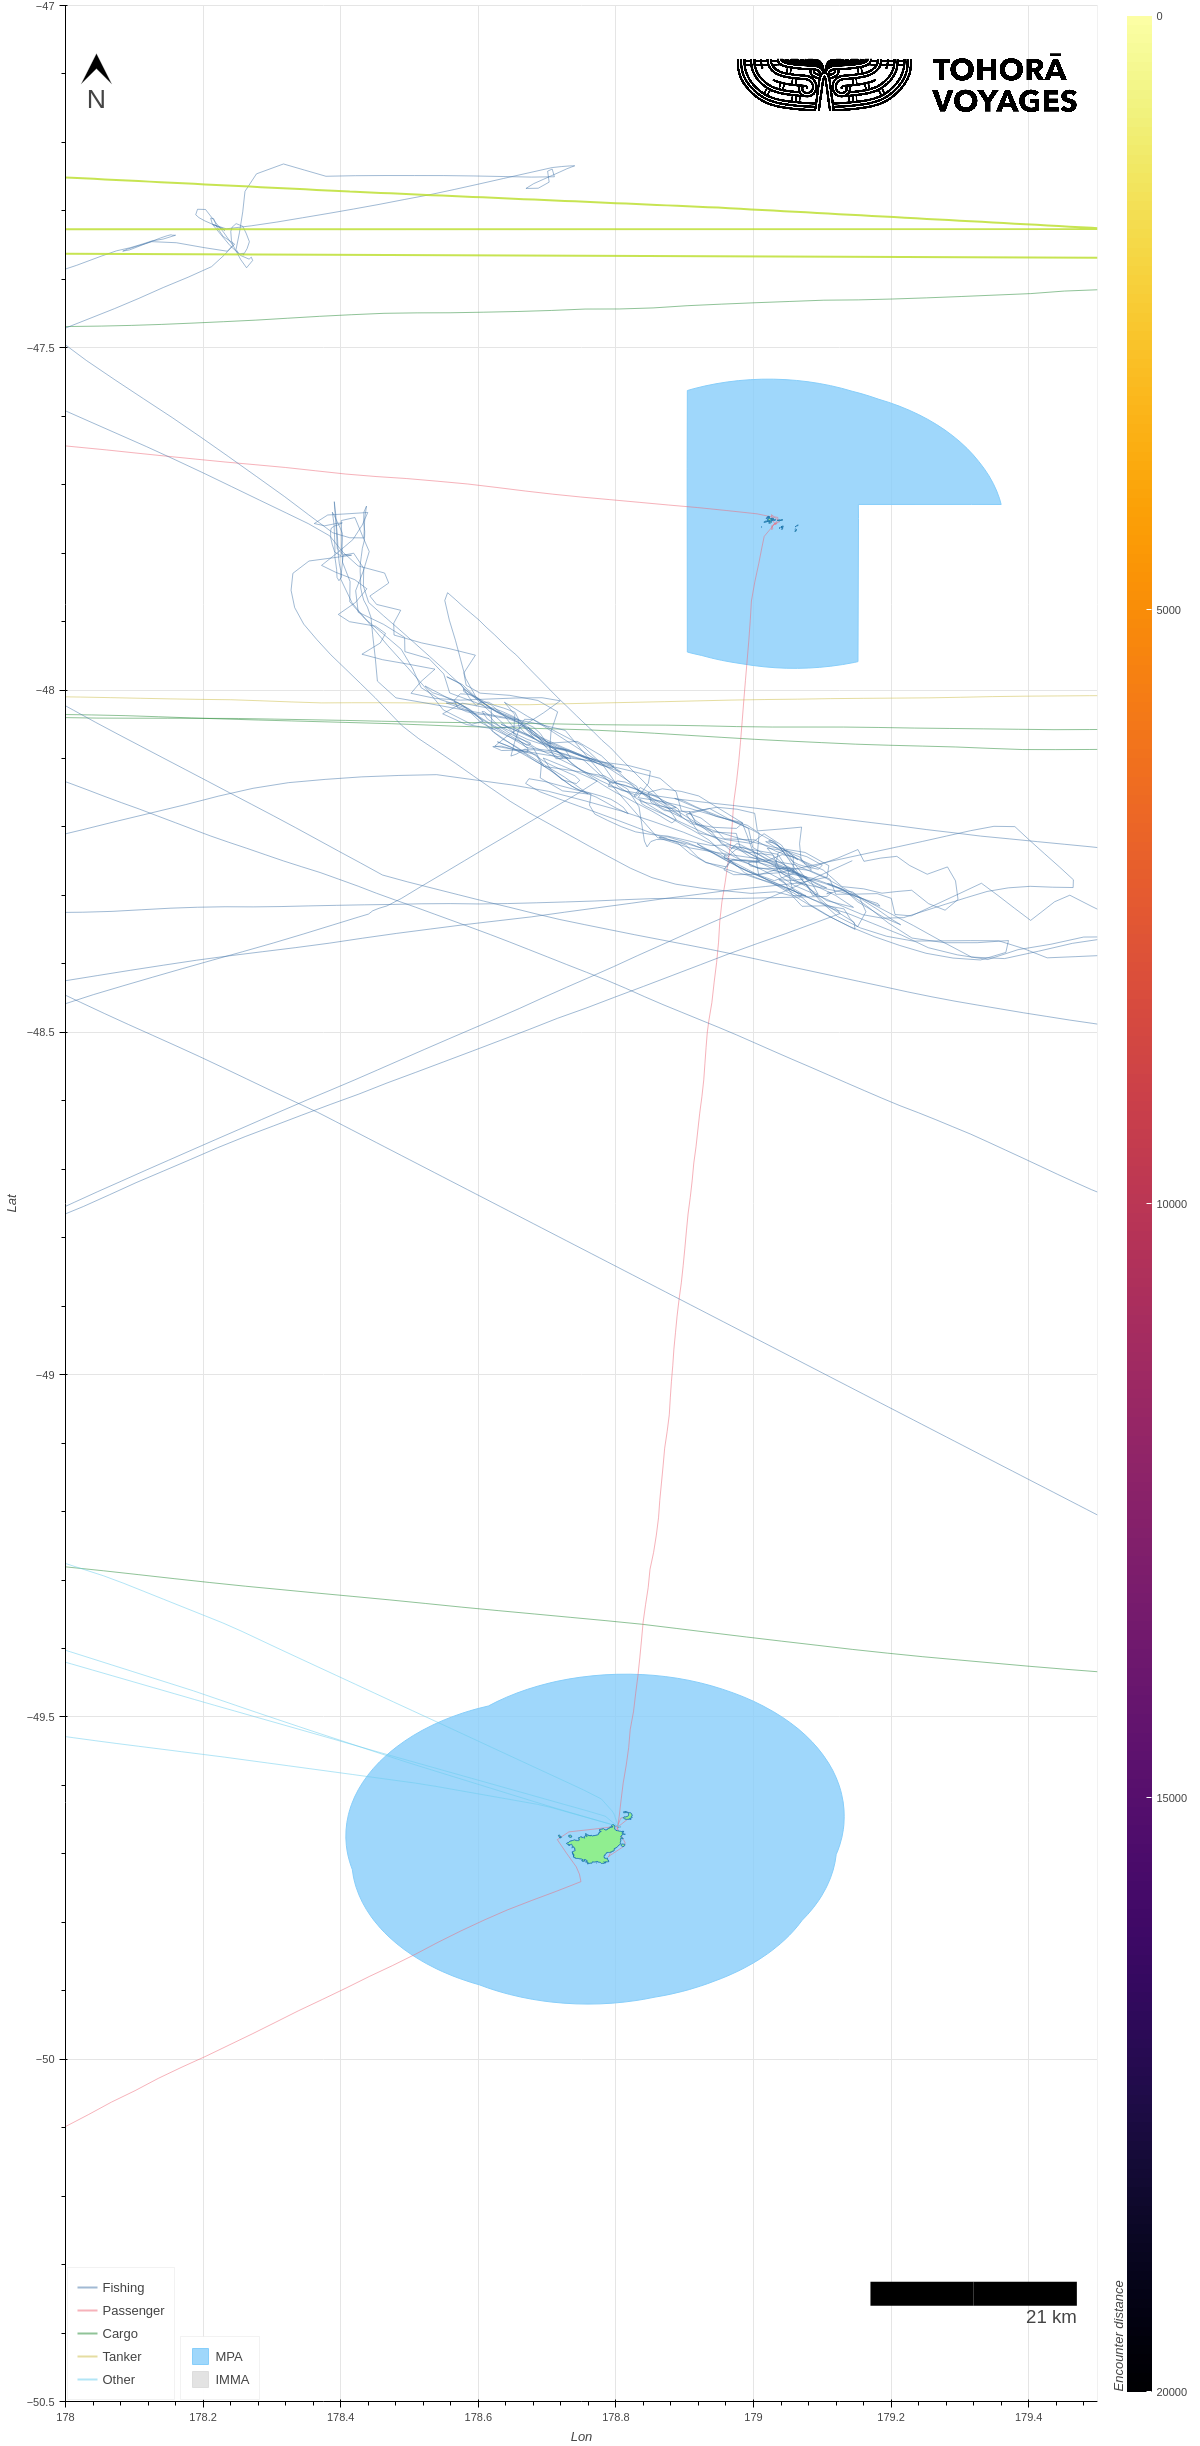 −47
0
N
TOHORĀ
VOYAGES
−47.5
5000
−48
−48.5
Lat
10000
−49
−49.5
15000
−50
Fishing
Passenger
Cargo
Tanker
Other
MPA
IMMA
21 km
Encounter distance
20000
−50.5
178
178.2
178.4
178.6
178.8
179
179.2
179.4
Lon